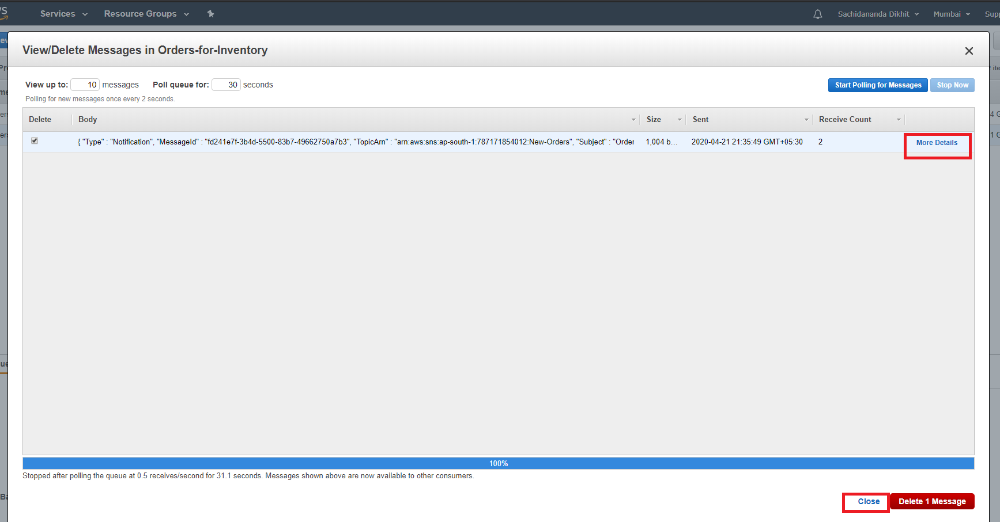 Services Resource Groups Sachidananda Dikhit Mumbai Supp
View/Delete Messages in Orders-for-Inventory
View up to: 10 messages Poll queue for: 30 seconds Start Polling for Messages Stop Now
Polling for new messages once every 2 seconds.
Delete Body Size Sent Receive Count
{ "Type" : "Notification", "MessageId" : "fd241e7f-3b4d-5500-83b7-49662750a7b3", "TopicArn" : "arn:aws:sns:ap-south-1:787171854012:New-Orders", "Subject" : "Order 1,004 b... 2020-04-21 21:35:49 GMT+05:30 2 More Details
100%
Stopped after polling the queue at 0.5 receives/second for 31.1 seconds. Messages shown above are now available to other consumers.
Close Delete 1 Message